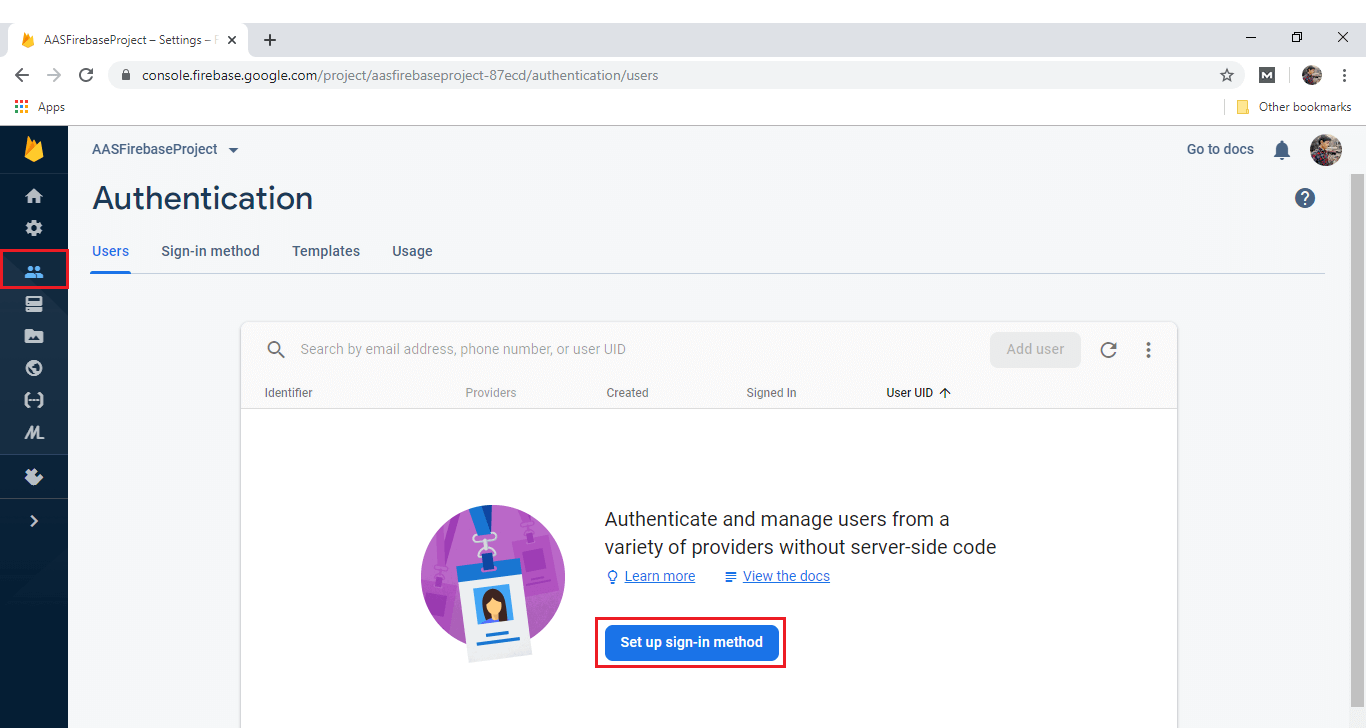 AASFirebaseProject – Settings –
console.firebase.google.com/project/aasfirebaseproject-87ecd/authentication/users
Apps
Other bookmarks
AASFirebaseProject
Go to docs
Authentication
Users Sign-in method Templates Usage
Search by email address, phone number, or user UID
Add user
Identifier Providers Created Signed In User UID
Authenticate and manage users from a
variety of providers without server-side code
Learn more View the docs
Set up sign-in method